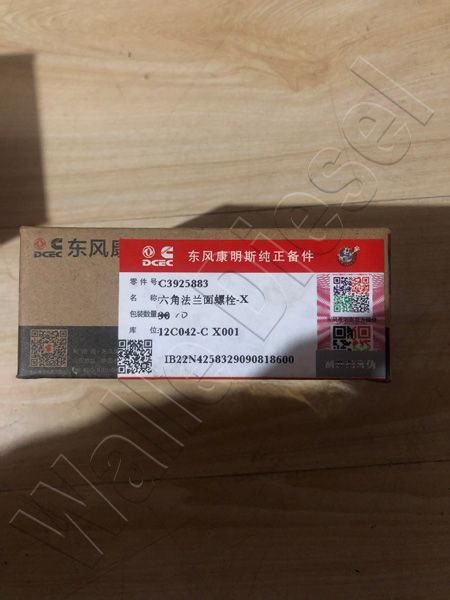 DCEC 东风康
DCEC 东风康明斯纯正备件
零件号 C3925883
名称 六角法兰面螺栓-X
包装数量 90 10
库位 12C042-C X001
IB22N4258329090818600
Wallie Diesel